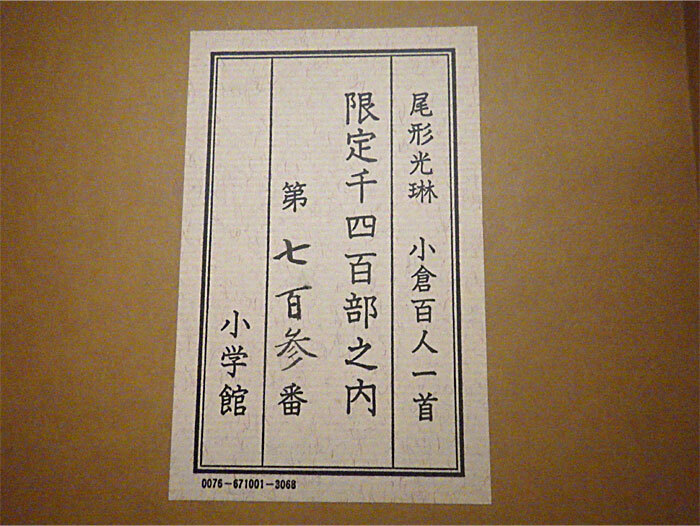 尾形光琳　小倉百人一首
限定千四百部之内
第七百参番
小学館
0076-671001-3068